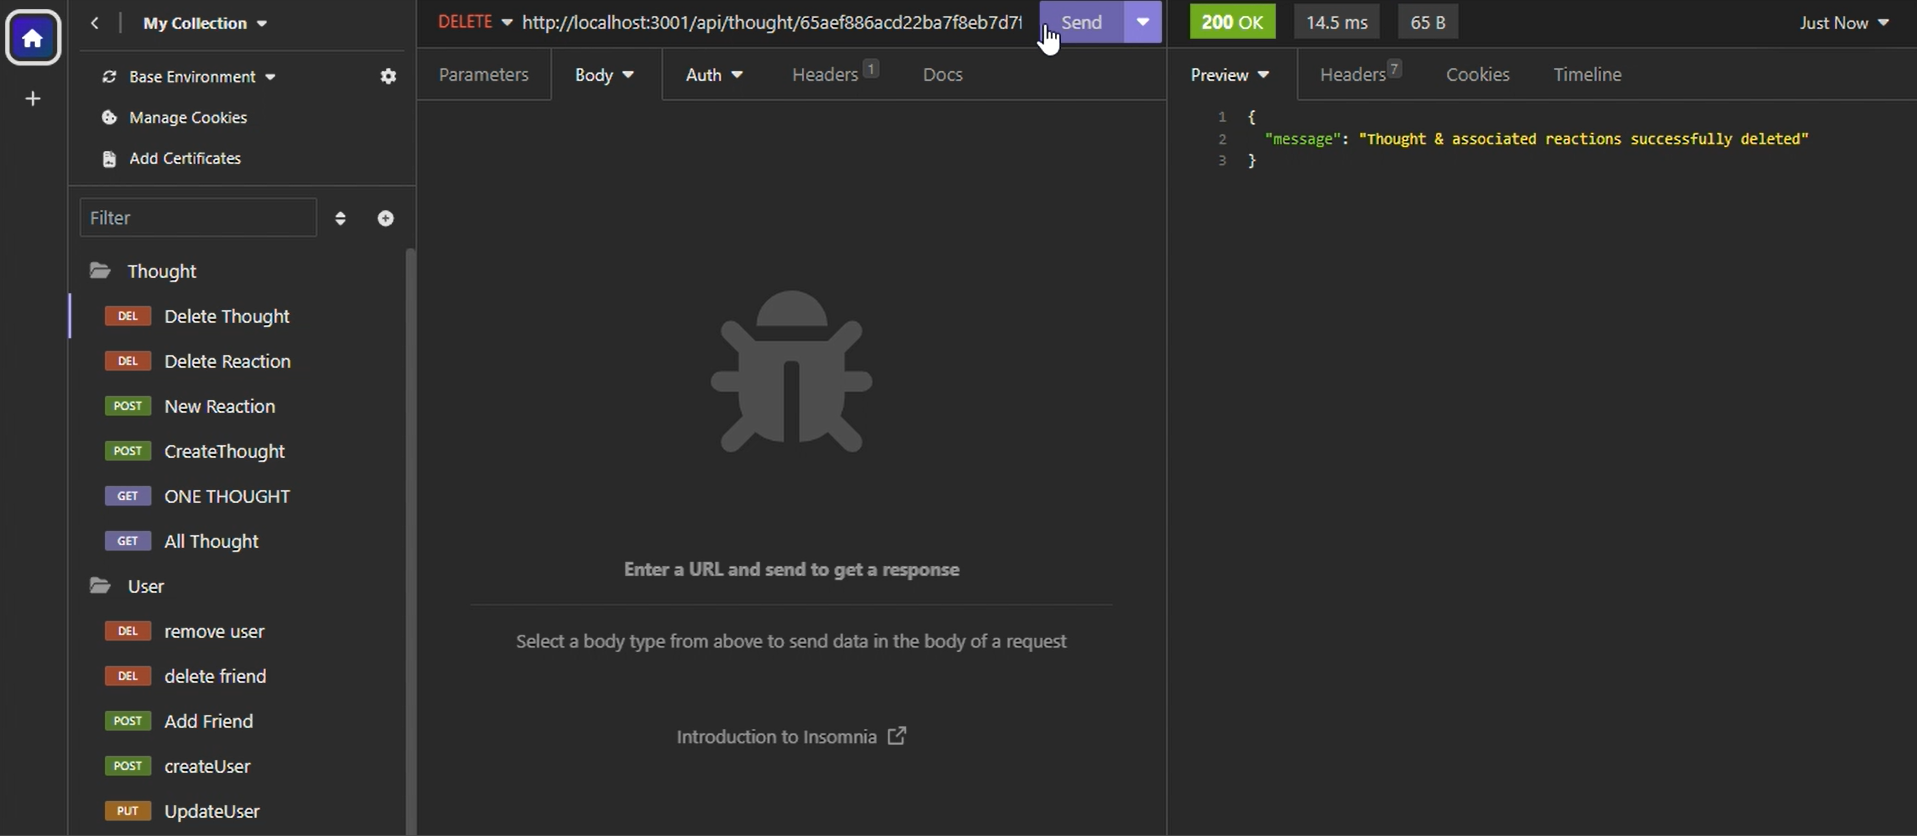 My Collection
Base Environment
Manage Cookies
Add Certificates
Filter
Thought
DEL Delete Thought
DEL Delete Reaction
POST New Reaction
POST CreateThought
GET ONE THOUGHT
GET All Thought
User
DEL remove user
DEL delete friend
POST Add Friend
POST createUser
PUT UpdateUser
DELETE http://localhost:3001/api/thought/65aef886acd22ba7f8eb7d7f Send
Parameters Body Auth Headers 1 Docs
Enter a URL and send to get a response
Select a body type from above to send data in the body of a request
Introduction to Insomnia
200 OK 14.5 ms 65 B Just Now
Preview Headers 7 Cookies Timeline
1 {
2 "message": "Thought & associated reactions successfully deleted"
3 }